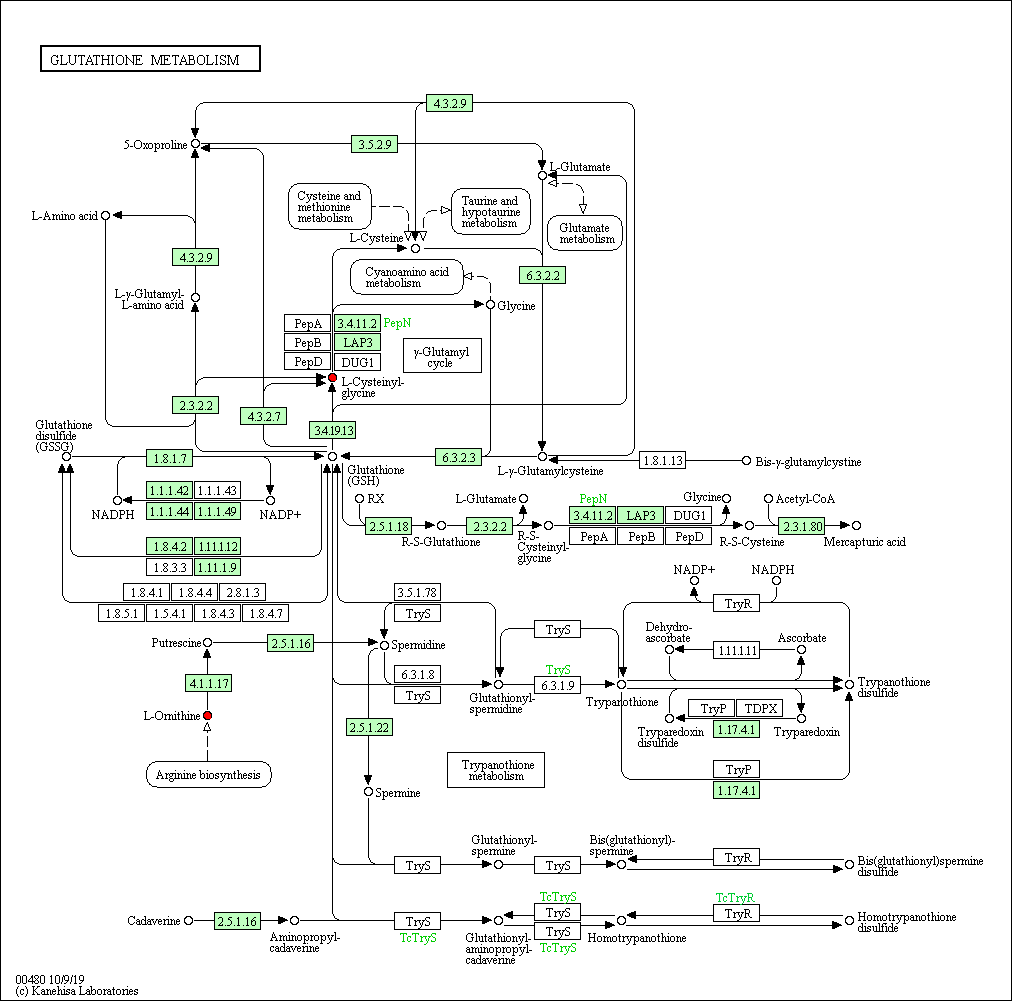 GLUTATHIONE METABOLISM
4.3.2.9
5-Oxoproline
3.5.2.9
L-Glutamate
Cysteine and
methionine
metabolism
Taurine and
hypotaurine
metabolism
L-Amino acid
Glutamate
metabolism
L-Cysteine
4.3.2.9
Cyanoamino acid
metabolism
6.3.2.2
L-γ-Glutamyl-
L-amino acid
Glycine
PepA
3.4.11.2
PepN
PepB
LAP3
PepD
DUG1
γ-Glutamyl
cycle
L-Cysteinyl-
glycine
2.3.2.2
4.3.2.7
3.4.19.13
Glutathione
disulfide
(GSSG)
1.8.1.7
6.3.2.3
L-γ-Glutamylcysteine
1.8.1.13
Bis-γ-glutamylcystine
Glutathione
(GSH)
1.1.1.42
1.1.1.43
NADPH
1.1.1.44
1.1.1.49
NADP+
RX
L-Glutamate
PepN
Glycine
Acetyl-CoA
2.5.1.18
2.3.2.2
3.4.11.2
LAP3
DUG1
2.3.1.80
PepA
PepB
PepD
R-S-Glutathione
R-S-
Cysteinyl-
glycine
R-S-Cysteine
Mercapturic acid
1.8.4.2
1.11.1.12
1.8.3.3
1.11.1.9
1.8.4.1
1.8.4.4
2.8.1.3
1.8.5.1
1.5.4.1
1.8.4.3
1.8.4.7
3.5.1.78
TryS
NADP+
NADPH
TryR
Putrescine
2.5.1.16
Spermidine
TryS
Dehydro-
ascorbate
Ascorbate
1.11.1.11
6.3.1.8
TryS
TryS
6.3.1.9
4.1.1.17
Glutathionyl-
spermidine
Trypanothione
Trypanothione
disulfide
L-Ornithine
TryP
TDPX
1.17.4.1
Tryparedoxin
disulfide
Tryparedoxin
2.5.1.22
Arginine biosynthesis
Trypanothione
metabolism
TryP
1.17.4.1
Spermine
Glutathionyl-
spermine
Bis(glutathionyl)-
spermine
TryS
TryS
TryR
Bis(glutathionyl)spermine
disulfide
TcTryS
TcTryR
Cadaverine
2.5.1.16
TryS
TryS
TryR
Homotrypanothione
disulfide
Aminopropyl-
cadaverine
TcTryS
Glutathionyl-
aminopropyl-
cadaverine
TryS
TcTryS
Homotrypanothione
00480 10/9/19
(c) Kanehisa Laboratories